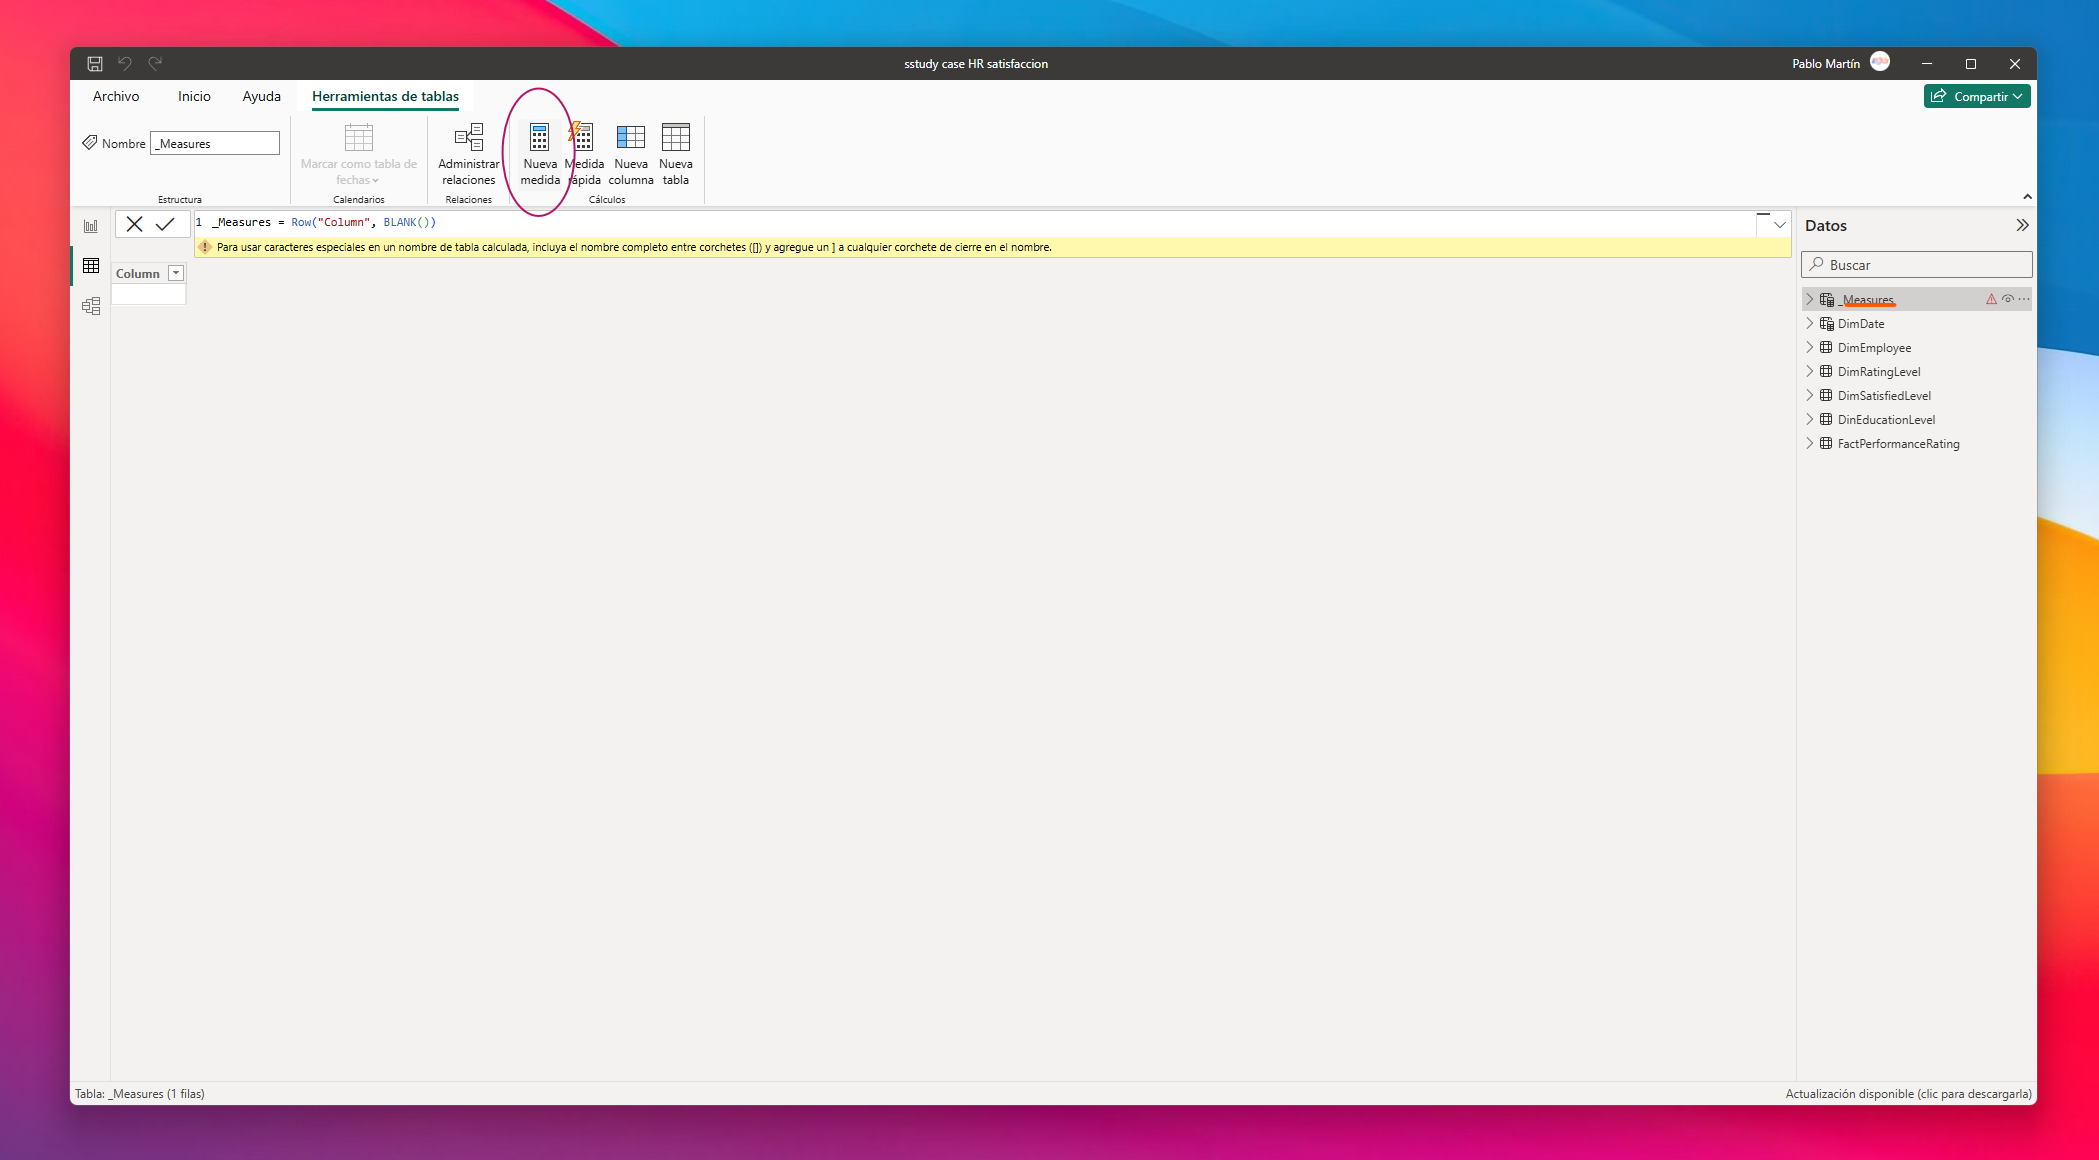 sstudy case HR satisfaccion
Pablo Martín
Archivo
Inicio
Ayuda
Herramientas de tablas
Compartir
Nombre
_Measures
Marcar como tabla de
fechas
Administrar
relaciones
Nueva
medida
Medida
rápida
Nueva
columna
Nueva
tabla
Estructura
Calendarios
Relaciones
Cálculos
1 _Measures = Row("Column", BLANK())
Para usar caracteres especiales en un nombre de tabla calculada, incluya el nombre completo entre corchetes ([]) y agregue un ] a cualquier corchete de cierre en el nombre.
Column
Datos
Buscar
_Measures
DimDate
DimEmployee
DimRatingLevel
DimSatisfiedLevel
DinEducationLevel
FactPerformanceRating
Tabla: _Measures (1 filas)
Actualización disponible (clic para descargarla)